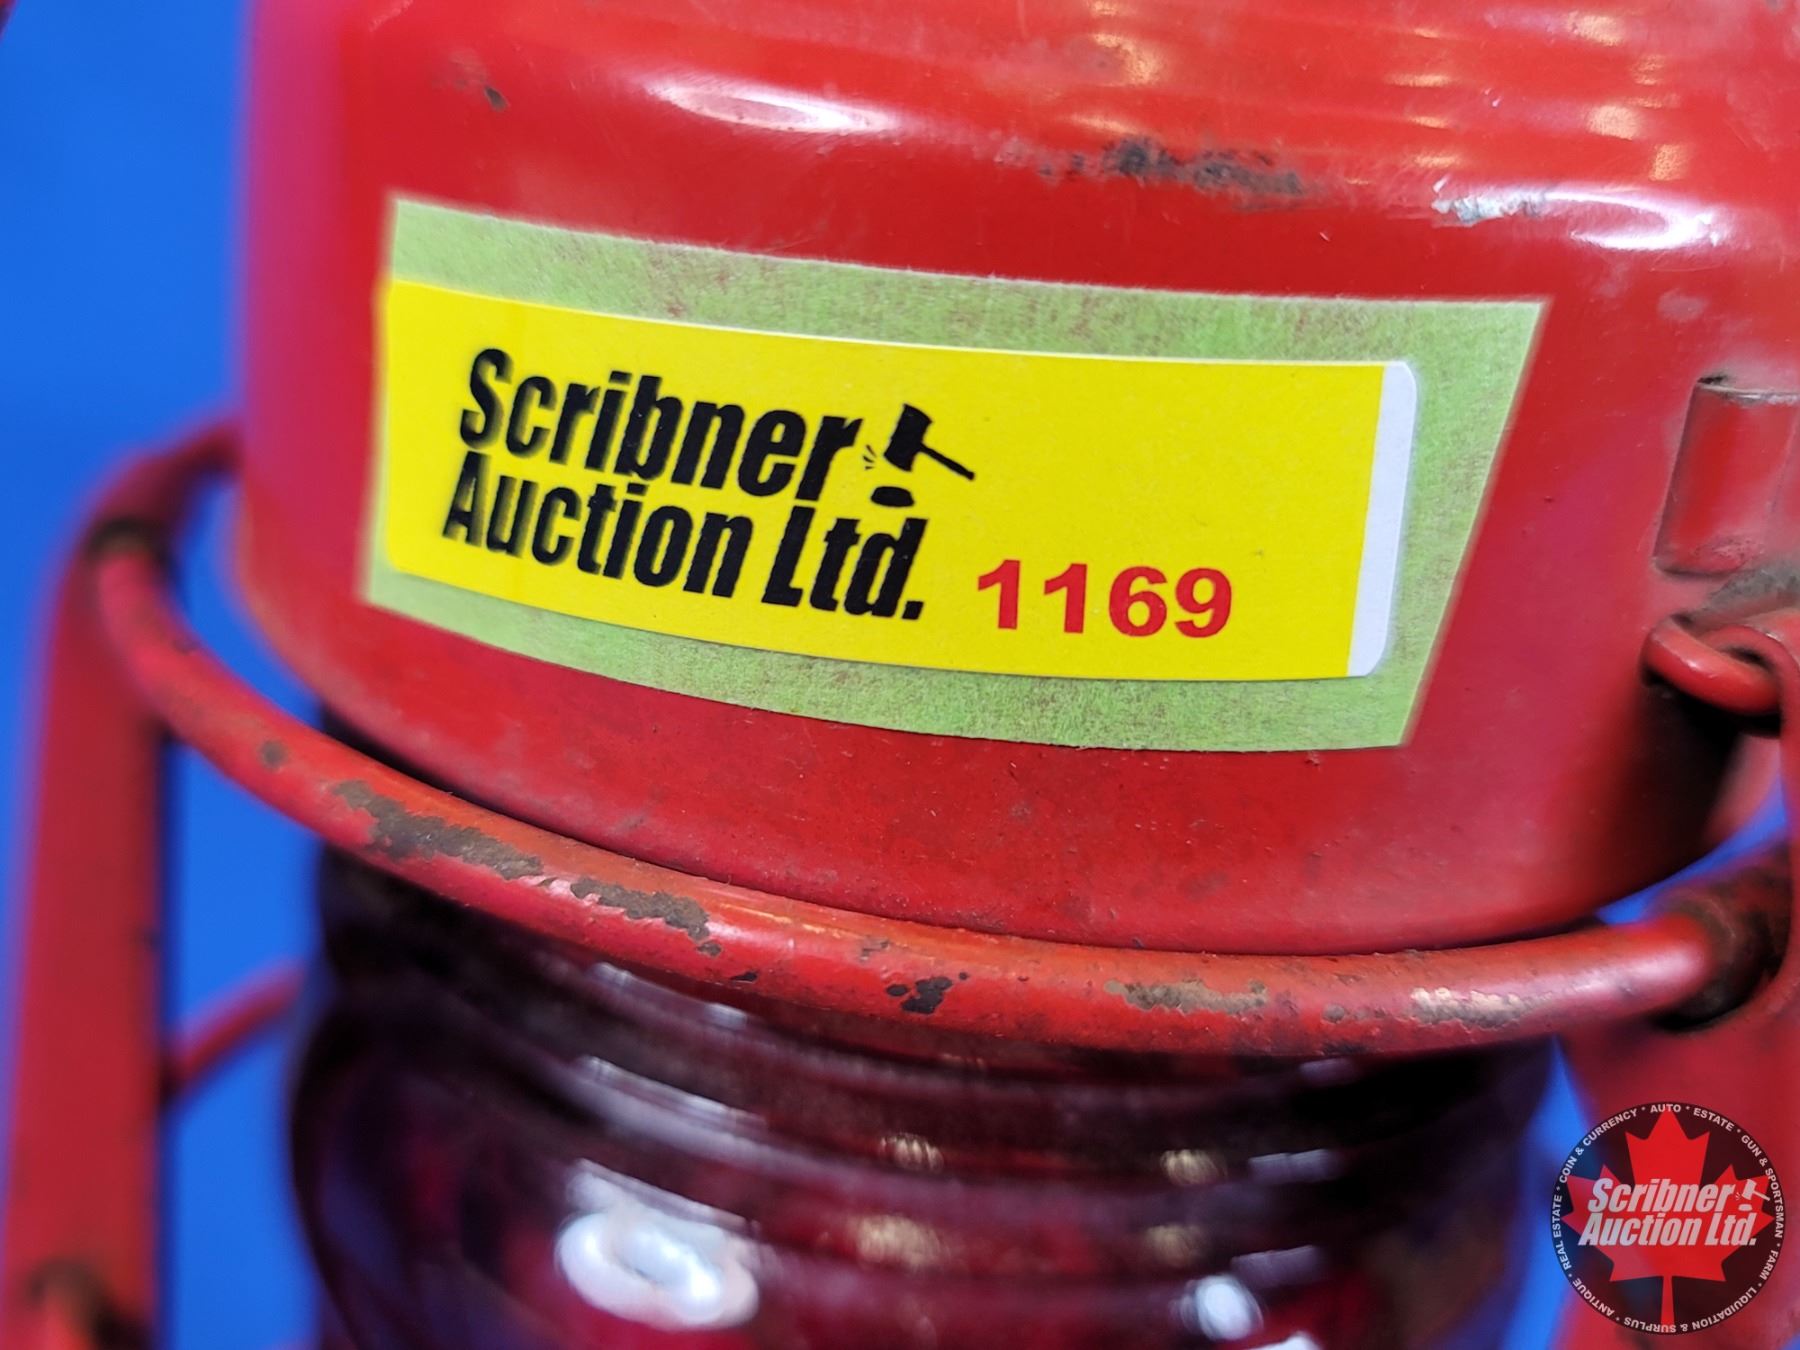 Scribner
Auction Ltd. 1169
COIN & CURRENCY * AUTO * ESTATE * GUN & SPORTSMAN * FARM * LIQUIDATION & SURPLUS * ANTIQUE * REAL ESTATE *
Scribner
Auction Ltd.